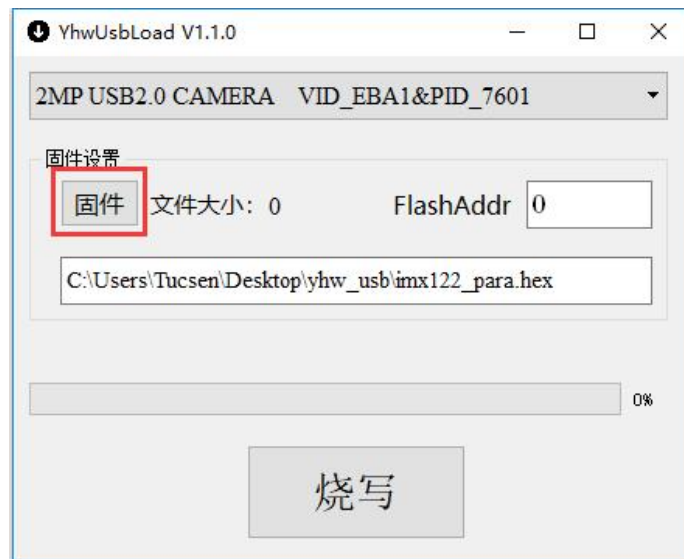 YhwUsbLoad V1.1.0
2MP USB2.0 CAMERA VID_EBA1&PID_7601
固件设置
固件 文件大小: 0 FlashAddr 0
C:\Users\Tucsen\Desktop\yhw_usb\imx122_para.hex
0%
烧写